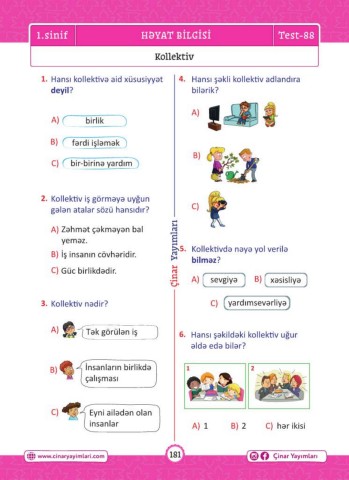 1.sinif
HƏYAT BİLGİSİ
Test-88
Kollektiv
1. Hansı kollektivə aid xüsusiyyət
deyil?
A) birlik
B) fərdi işləmək
C) bir-birinə yardım
2. Kollektiv iş görməyə uyğun
gələn atalar sözü hansıdır?
A) Zəhmət çəkməyən bal
yeməz.
B) İş insanın cövhəridir.
C) Güc birlikdədir.
3. Kollektiv nədir?
A) Tək görülən iş
B) İnsanların birlikdə
çalışması
C) Eyni ailədən olan
insanlar
Çinar Yayımları
4. Hansı şəkli kollektiv adlandıra
bilərik?
A)
B)
C)
5. Kollektivdə nəyə yol verilə
bilməz?
A) sevgiyə
B) xəsisliyə
C) yardımsevərliyə
6. Hansı şəkildəki kollektiv uğur
əldə edə bilər?
1
2
A) 1 B) 2 C) hər ikisi
www.cinaryayimlari.com
181
Çinar Yayımları